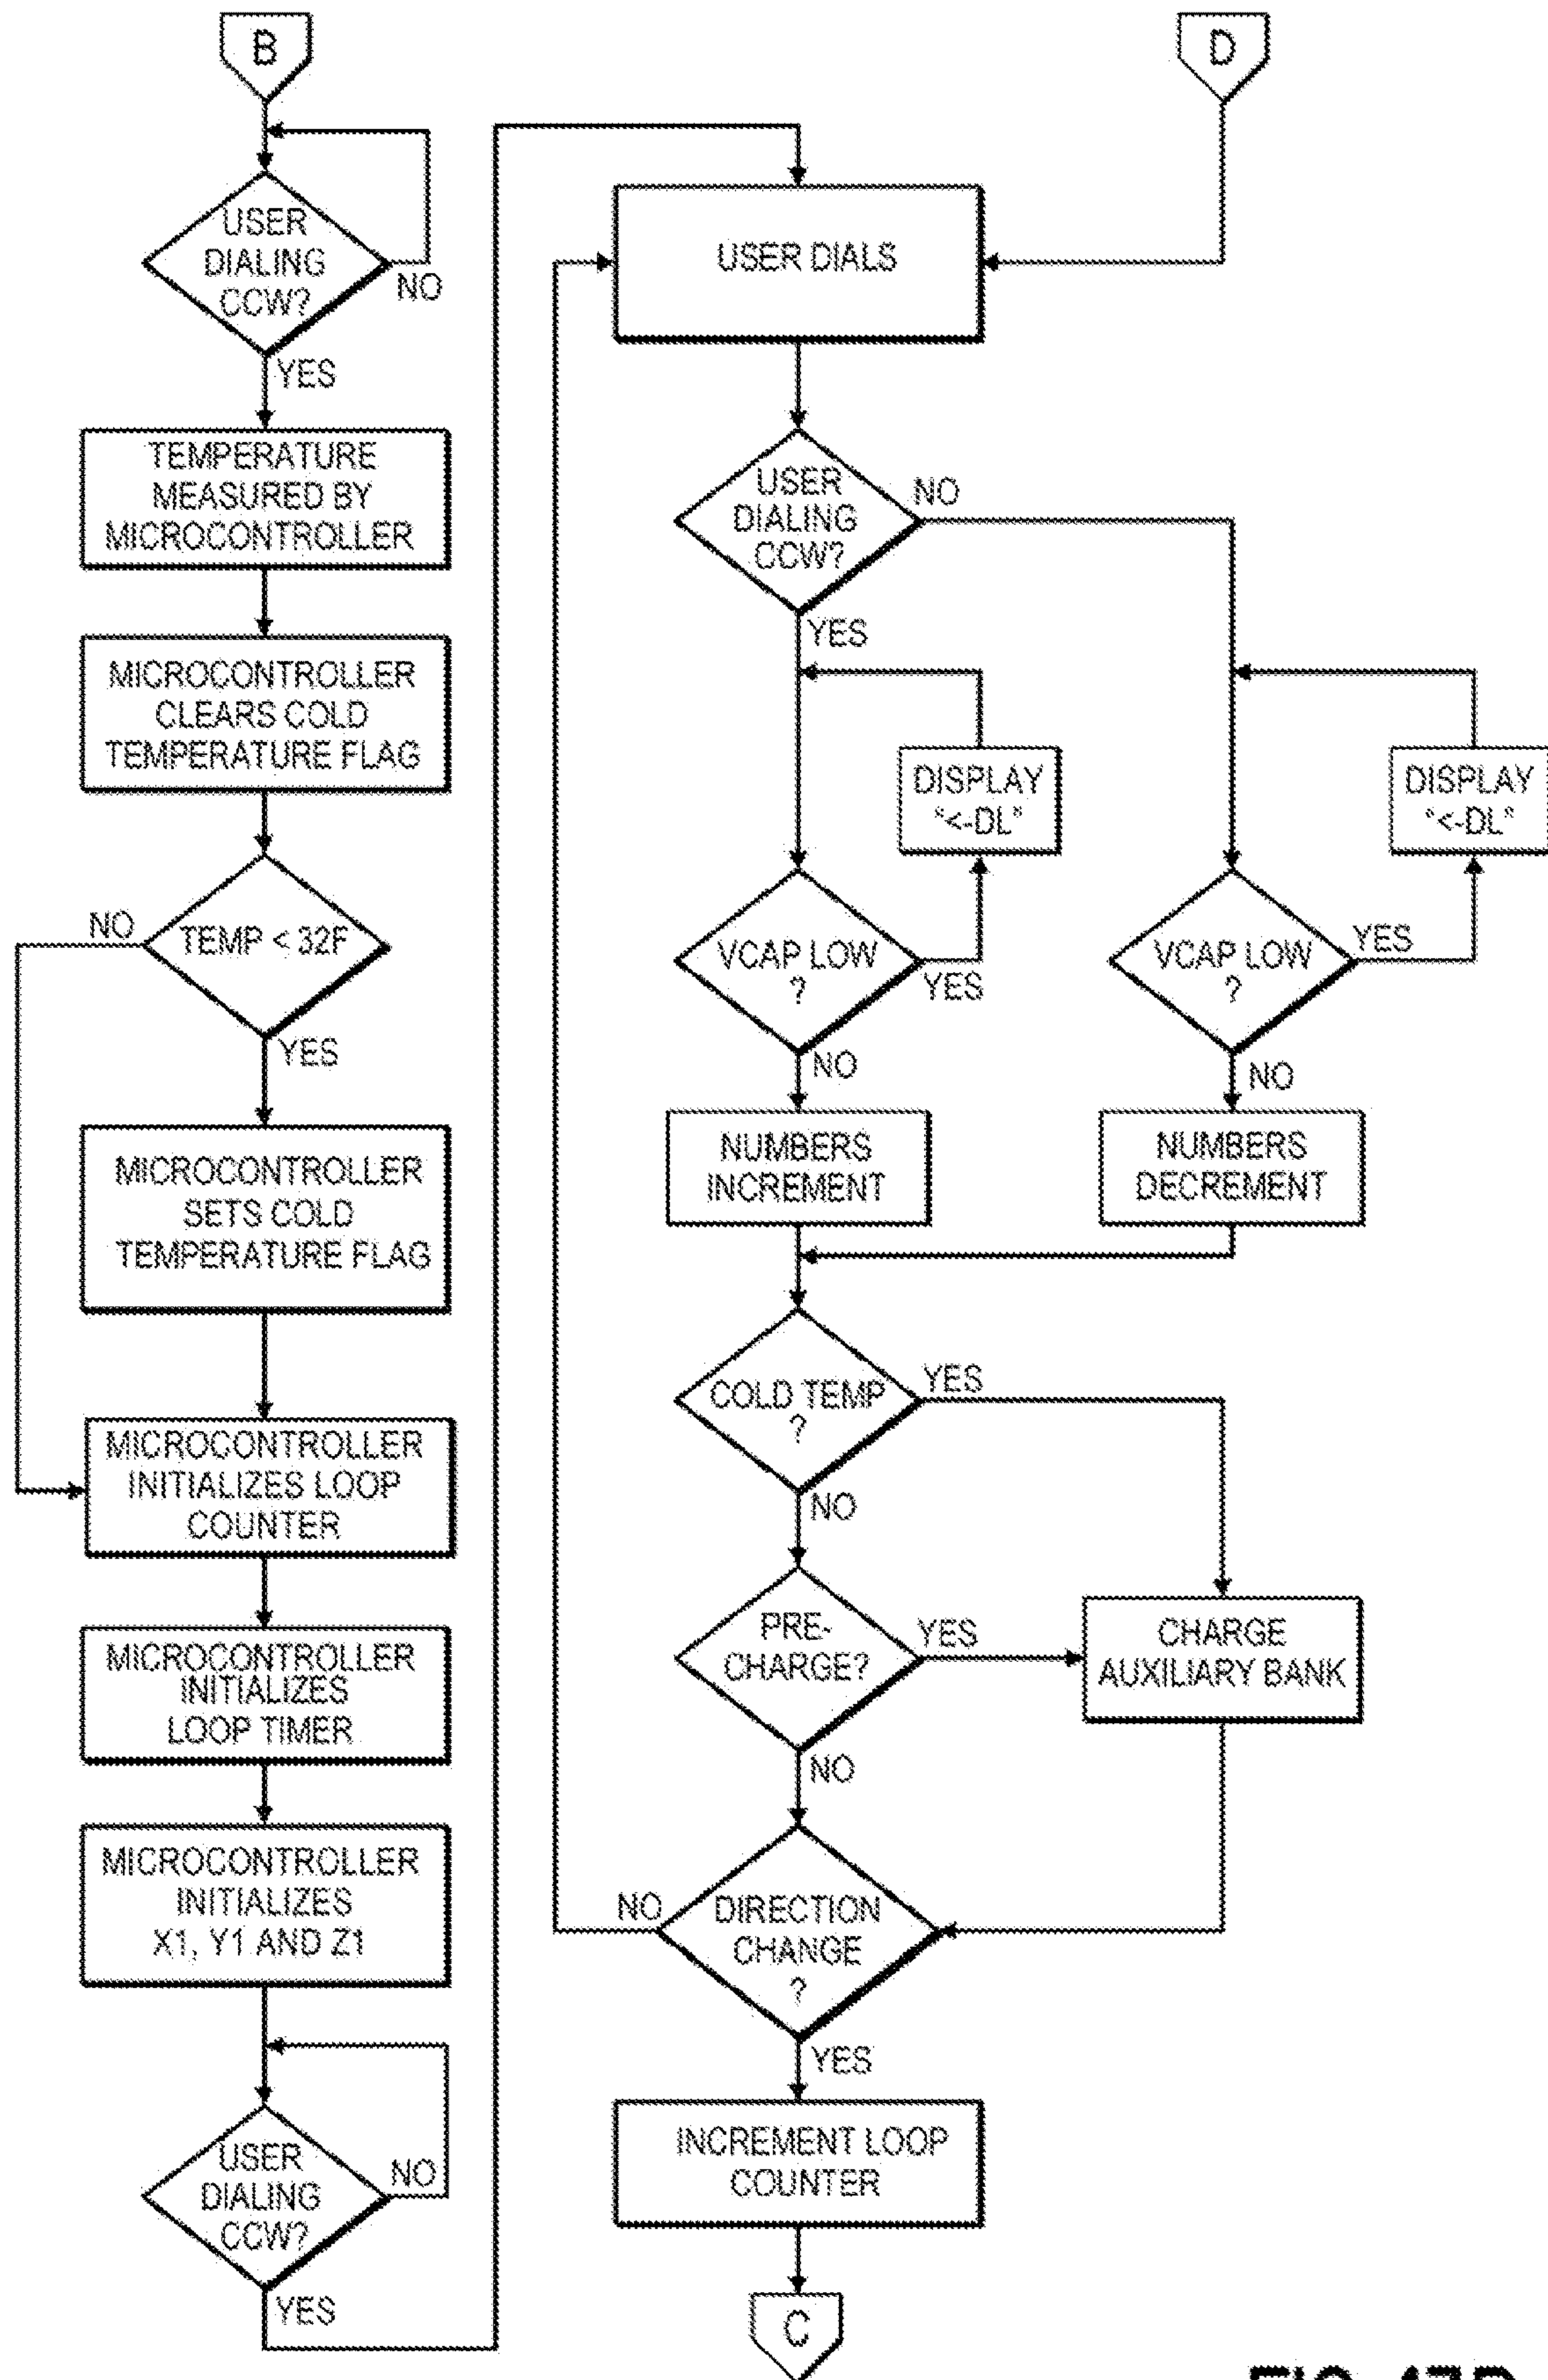 B
USER
DIALING
CCW?
NO
YES
TEMPERATURE
MEASURED BY
MICROCONTROLLER
MICROCONTROLLER
CLEARS COLD
TEMPERATURE FLAG
NO
TEMP < 32F
YES
MICROCONTROLLER
SETS COLD
TEMPERATURE FLAG
MICROCONTROLLER
INITIALIZES LOOP
COUNTER
MICROCONTROLLER
INITIALIZES
LOOP TIMER
MICROCONTROLLER
INITIALIZES
X1, Y1 AND Z1
USER
DIALING
CCW?
NO
YES
D
USER DIALS
USER
DIALING
CCW?
NO
YES
DISPLAY
"<-DL"
DISPLAY
"<-DL"
VCAP LOW
?
YES
VCAP LOW
?
YES
NO
NO
NUMBERS
INCREMENT
NUMBERS
DECREMENT
COLD TEMP
?
YES
NO
PRE-
CHARGE?
YES
CHARGE
AUXILIARY BANK
NO
NO
DIRECTION
CHANGE
?
YES
INCREMENT LOOP
COUNTER
C